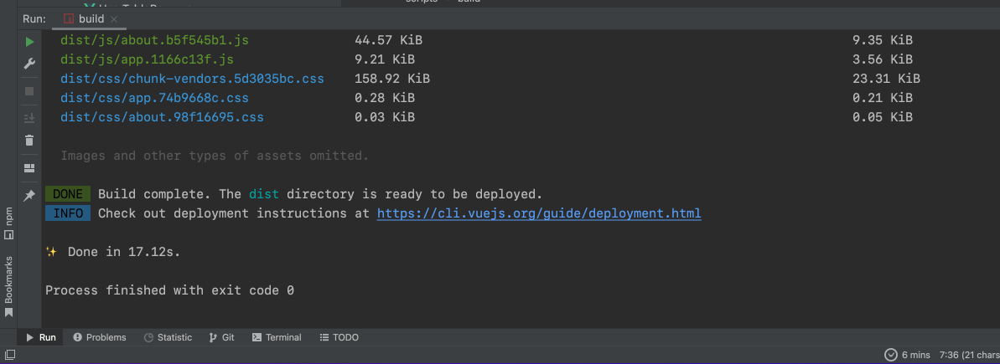 Run: build
dist/js/about.b5f545b1.js 44.57 KiB 9.35 KiB
dist/js/app.1166c13f.js 9.21 KiB 3.56 KiB
dist/css/chunk-vendors.5d3035bc.css 158.92 KiB 23.31 KiB
dist/css/app.74b9668c.css 0.28 KiB 0.21 KiB
dist/css/about.98f16695.css 0.03 KiB 0.05 KiB
Images and other types of assets omitted.
DONE Build complete. The dist directory is ready to be deployed.
INFO Check out deployment instructions at https://cli.vuejs.org/guide/deployment.html
✨ Done in 17.12s.
Process finished with exit code 0
npm
Bookmarks
Run Problems Statistic Git Terminal TODO
6 mins 7:36 (21 chars